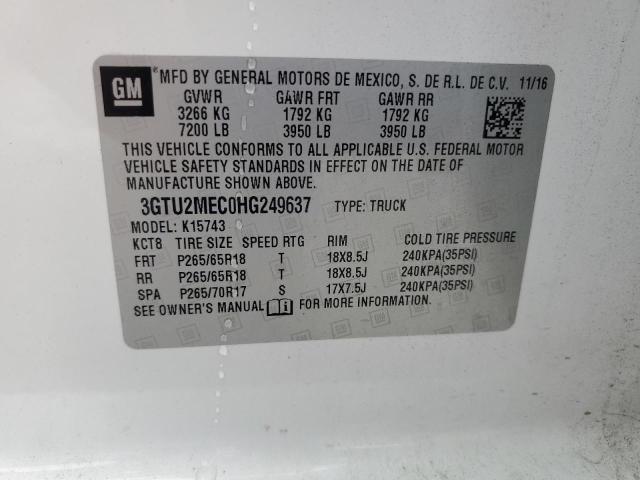 GM MFD BY GENERAL MOTORS DE MEXICO, S. DE R.L. DE C.V. 11/16
GVWR GAWR FRT GAWR RR
3266 KG 1792 KG 1792 KG
7200 LB 3950 LB 3950 LB
THIS VEHICLE CONFORMS TO ALL APPLICABLE U.S. FEDERAL MOTOR
VEHICLE SAFETY STANDARDS IN EFFECT ON THE DATE OF
MANUFACTURE SHOWN ABOVE.
3GTU2MEC0HG249637 TYPE: TRUCK
MODEL: K15743
KCT8 TIRE SIZE SPEED RTG RIM COLD TIRE PRESSURE
FRT P265/65R18 T 18X8.5J 240KPA(35PSI)
RR P265/65R18 T 18X8.5J 240KPA(35PSI)
SPA P265/70R17 S 17X7.5J 240KPA(35PSI)
SEE OWNER'S MANUAL FOR MORE INFORMATION.